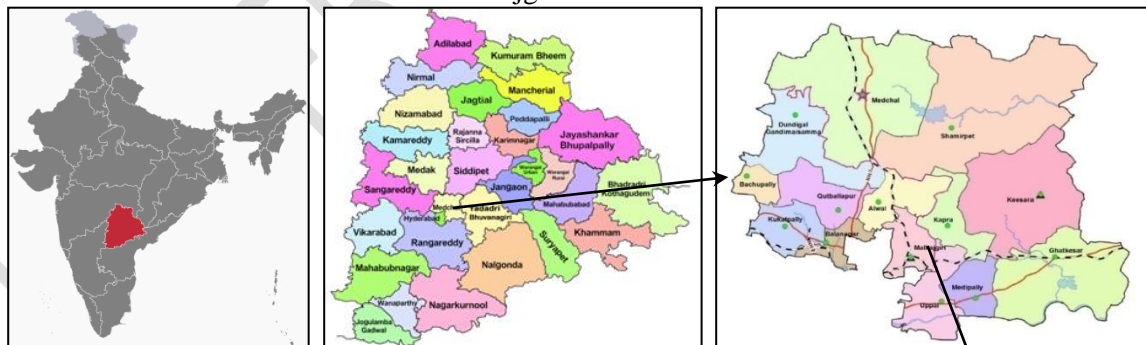 Adilabad
Kumuram Bheem
Nirmal
Mancherial
Jagtial
Nizamabad
Peddapalli
Rajanna
Sircilla
Karimnagar
Jayashankar
Bhupalpally
Kamareddy
Medak
Siddipet
Warangal
Rural
Bhadradri
Kothagudem
Sangareddy
Jangaon
Mahabubabad
Yadadri
Bhuvanagiri
Hyderabad
Vikarabad
Rangareddy
Suryapet
Khammam
Mahabubnagar
Nalgonda
Wanaparthy
Nagarkurnool
Jogulamba
Gadwal
Medchal
Dundigal
Gandimaisamma
Shamirpet
Bachupally
Qutbullapur
Alwal
Keesara
Kukatpally
Kapra
Balanagar
Ghatkesar
Medipally
Uppal